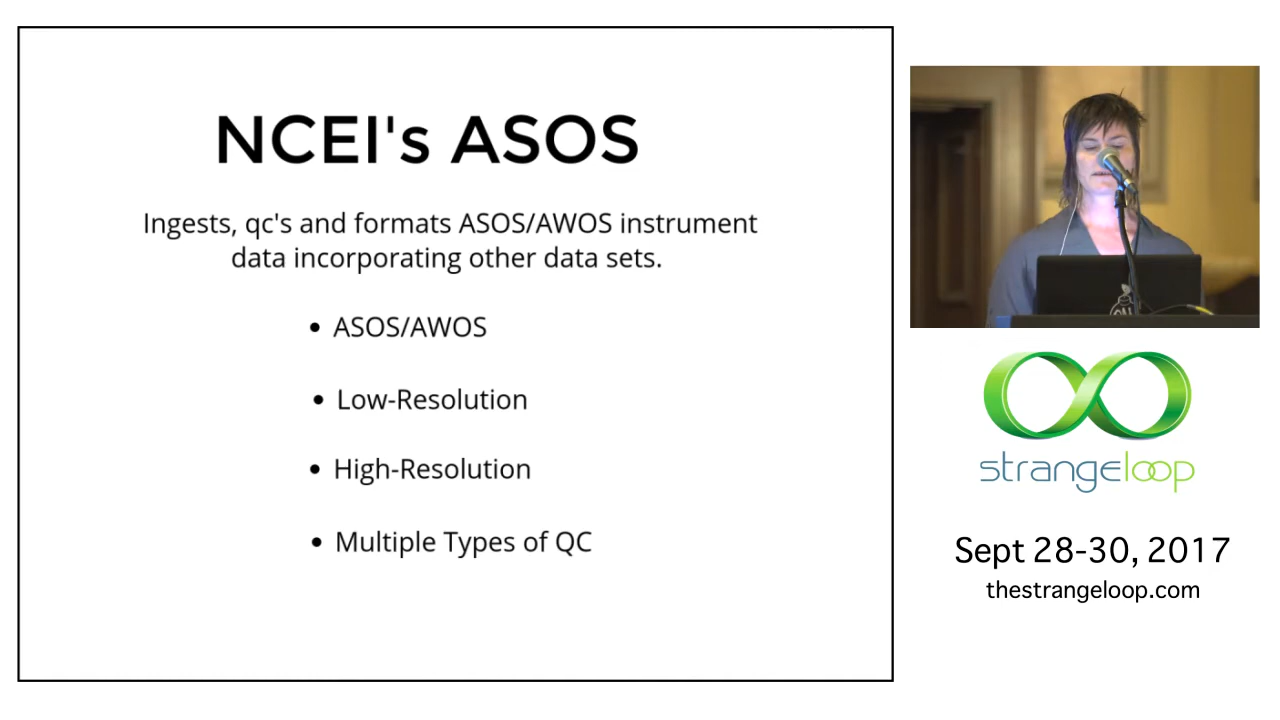 NCEI's ASOS
Ingests, qc's and formats ASOS/AWOS instrument
data incorporating other data sets.
• ASOS/AWOS
• Low-Resolution
• High-Resolution
• Multiple Types of QC
strangeloop
Sept 28-30, 2017
thestrangeloop.com